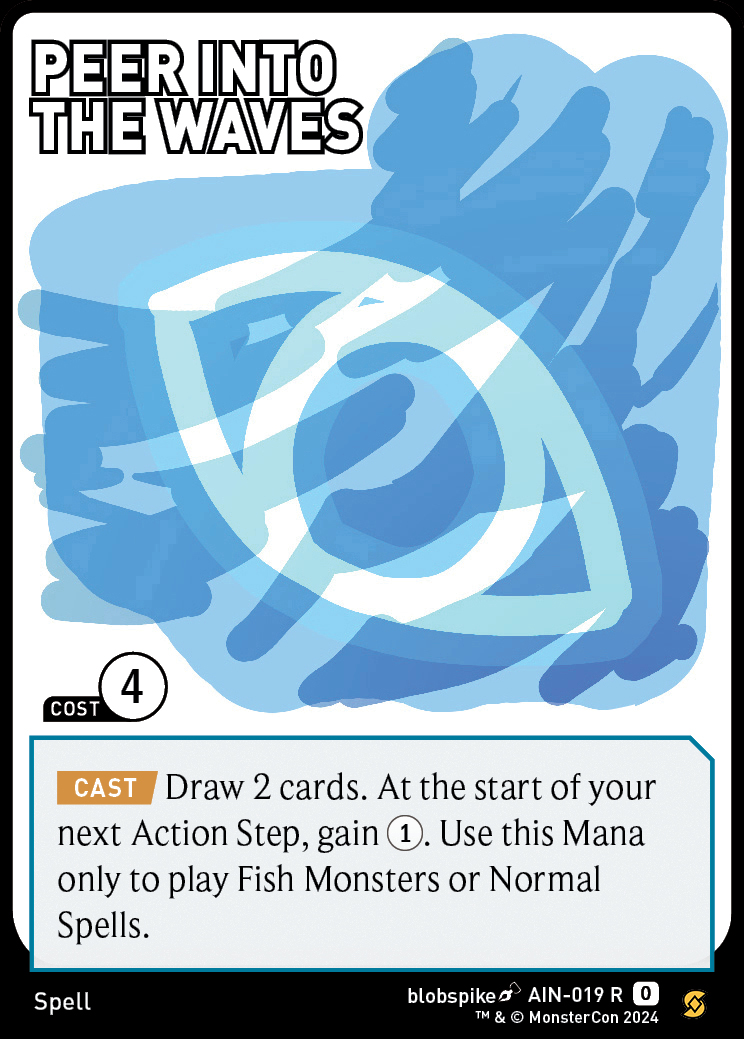 PEER INTO
THE WAVES
COST 4
CAST Draw 2 cards. At the start of your
next Action Step, gain 1. Use this Mana
only to play Fish Monsters or Normal
Spells.
Spell
blobspike AIN-019 R 0
™ & © MonsterCon 2024